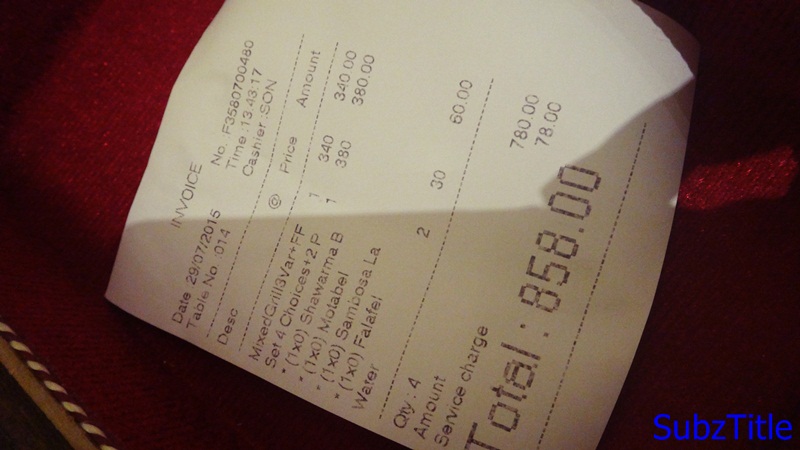 INVOICE
Date :29/07/2015 No. F3580700480
Table No :014 Time :13:43:17
Cashier :SON
Desc @ Price Amount
MixedGrill3Var+FF 1 340 340.00
Set 4 Choices+2 P 1 380 380.00
* (1x0) Shawarma B
* (1x0) Motabel
* (1x0) Sambosa La
* (1x0) Falafel
Water 2 30 60.00
Qty : 4
Amount 780.00
Service charge 78.00
Total : 858.00
SubzTitle